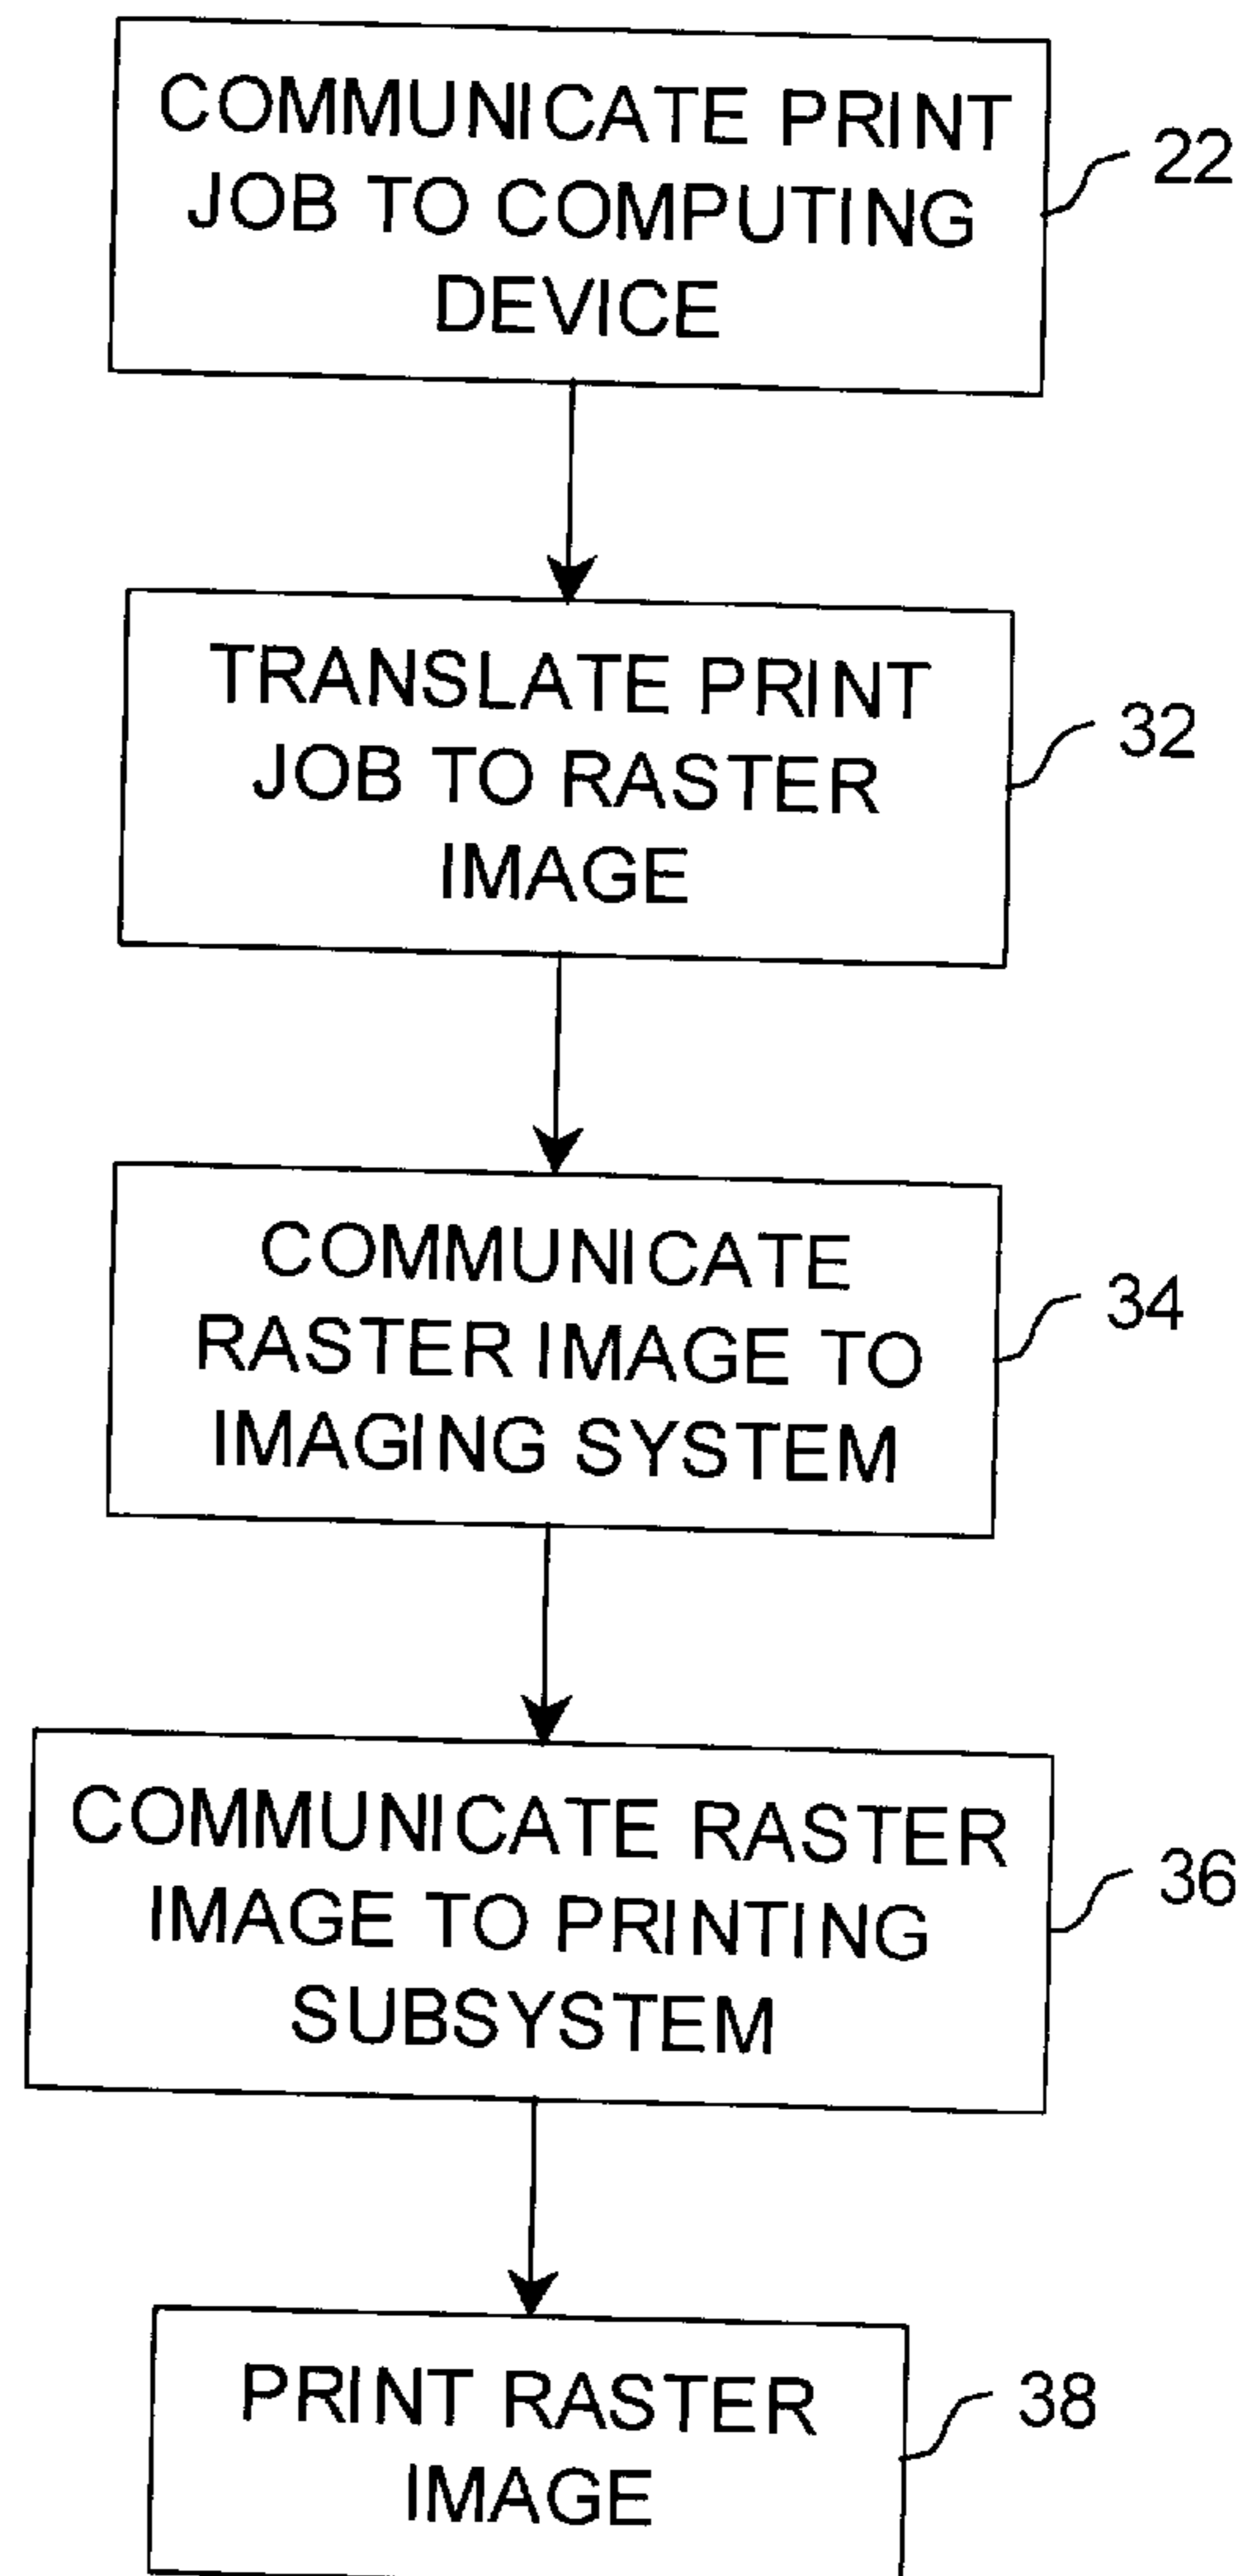 COMMUNICATE PRINT
JOB TO COMPUTING
DEVICE
22
TRANSLATE PRINT
JOB TO RASTER
IMAGE
32
COMMUNICATE
RASTER IMAGE TO
IMAGING SYSTEM
34
COMMUNICATE RASTER
IMAGE TO PRINTING
SUBSYSTEM
36
PRINT RASTER
IMAGE
38